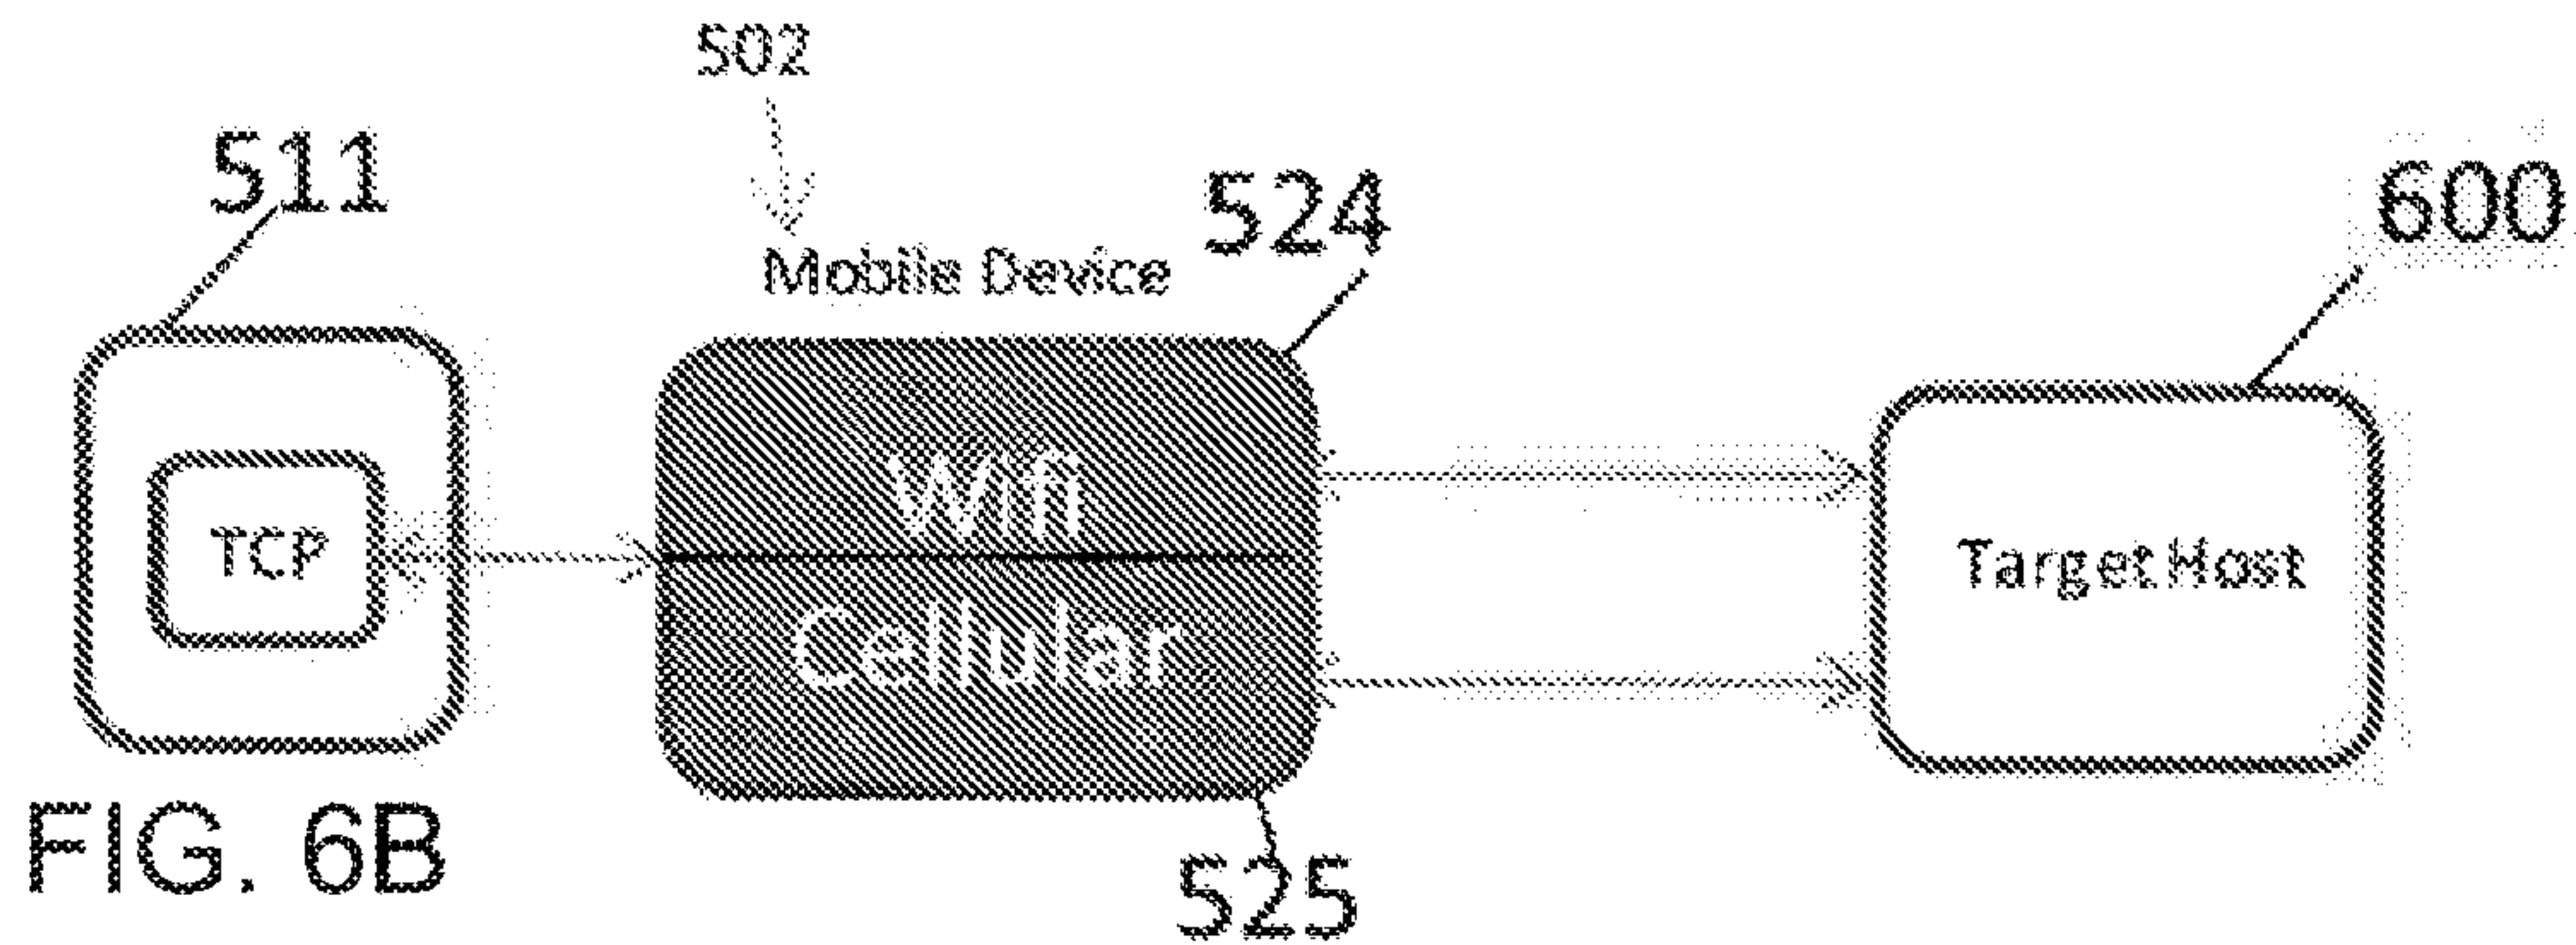 502
511
524
600
Mobile Device
Wifi
TCP
Target Host
Cellular
FIG. 6B
525